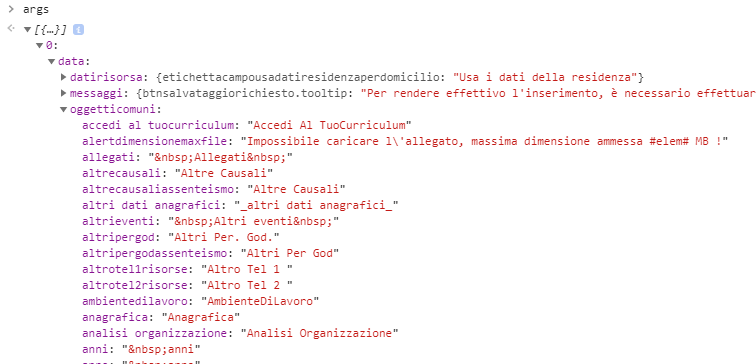 args
[{…}]
0:
data:
datirisorsa: {etichettacampousadatiresidenzaperdomicilio: "Usa i dati della residenza"}
messaggi: {btnsalvataggiorichiesto.tooltip: "Per rendere effettivo l'inserimento, è necessario effettuar
oggetticomuni:
accedi al tuocurriculum: "Accedi Al TuoCurriculum"
alertdimensionemaxfile: "Impossibile caricare l\'allegato, massima dimensione ammessa #elem# MB !"
allegati: "&nbsp;Allegati&nbsp;"
altrecausali: "Altre Causali"
altrecausaliassenteismo: "Altre Causali"
altri dati anagrafici: "_altri dati anagrafici_"
altrieventi: "&nbsp;Altri eventi&nbsp;"
altripergod: "Altri Per. God."
altripergodassenteismo: "Altri Per God"
altrotel1risorse: "Altro Tel 1 "
altrotel2risorse: "Altro Tel 2 "
ambientedilavoro: "AmbienteDiLavoro"
anagrafica: "Anagrafica"
analisi organizzazione: "Analisi Organizzazione"
anni: "&nbsp;anni"